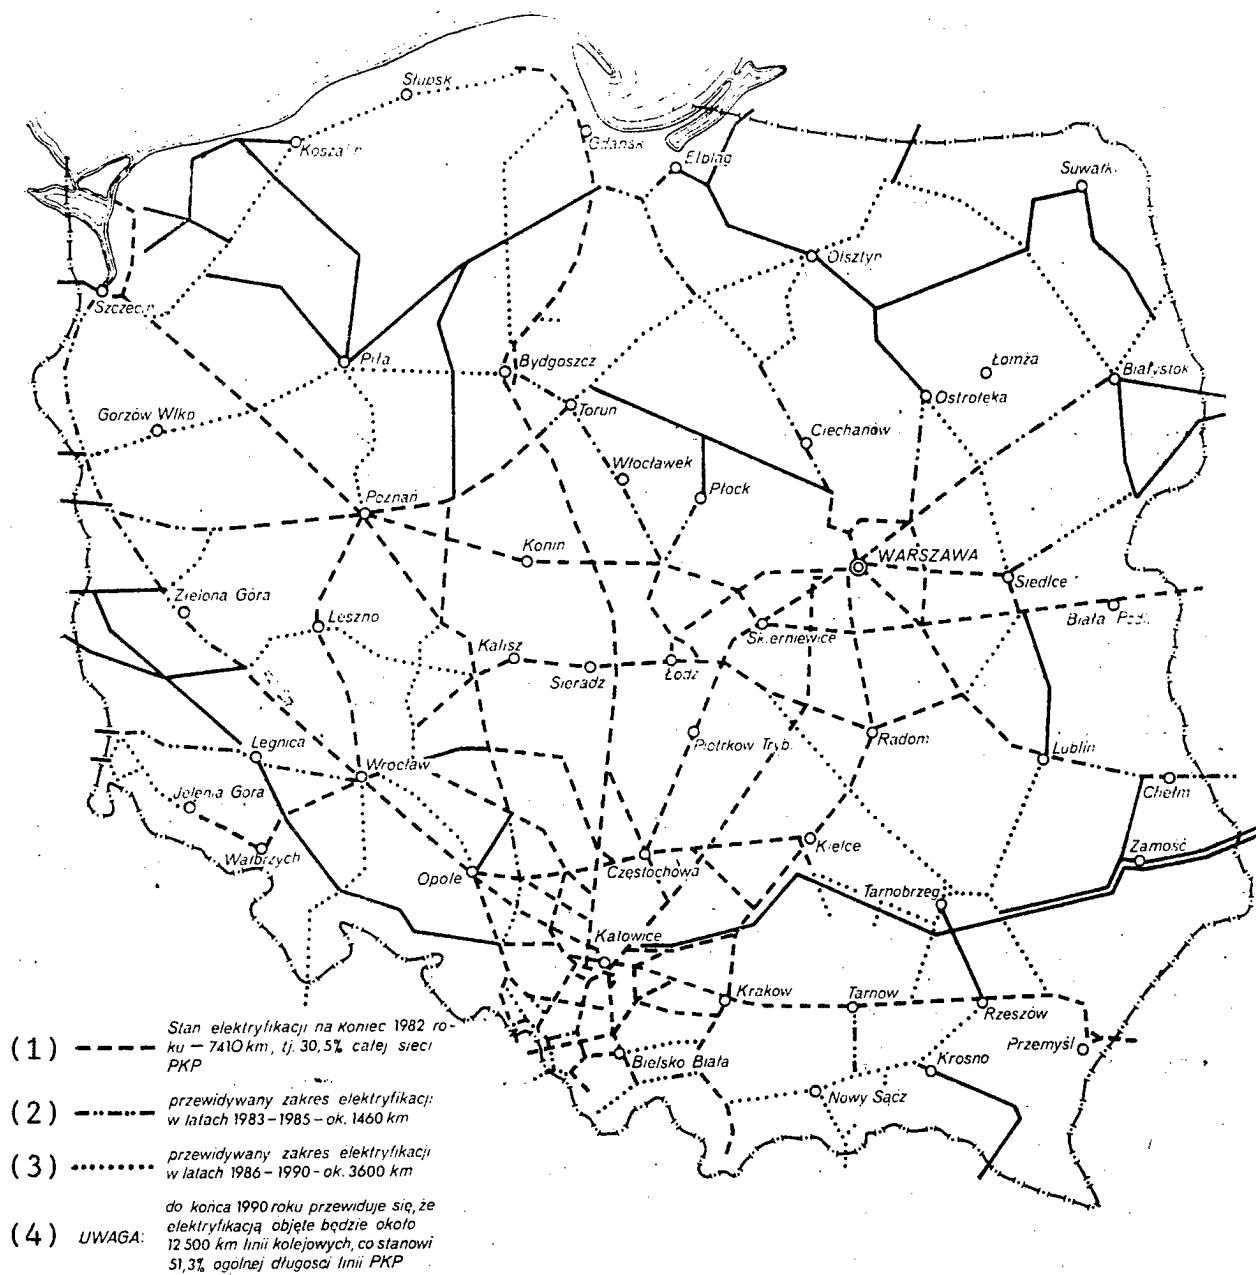 Słupsk
Koszalin
Gdańsk
Elbląg
Suwałk.
Szczecin
Olsztyn
Piła
Bydgoszcz
Łomża
Białystok
Gorzów Wlkp
Toruń
Ostrołęka
Ciechanów
Włocławek
Płock
Poznań
Konin
WARSZAWA
Siedlce
Zielona Góra
Leszno
Kalisz
Skierniewice
Biała Podl.
Sieradz
Łódź
Legnica
Wrocław
Piotrków Tryb.
Radom
Lublin
Jelenia Góra
Chełm
Wałbrzych
Opole
Częstochowa
Kielce
Zamość
Tarnobrzeg
Katowice
Kraków
Tarnow
Rzeszów
Przemyśl
Bielsko Biała
Krosno
Nowy Sącz
(1) Stan elektryfikacji na koniec 1982 ro-
ku – 7410 km, tj. 30,5% całej sieci
PKP
(2) przewidywany zakres elektryfikacji
w latach 1983–1985 – ok. 1460 km
(3) przewidywany zakres elektryfikacji
w latach 1986–1990 – ok. 3600 km
(4) UWAGA: do końca 1990 roku przewiduje się, że
elektryfikacją objęte będzie około
12 500 km linii kolejowych, co stanowi
51,3% ogólnej długości linii PKP